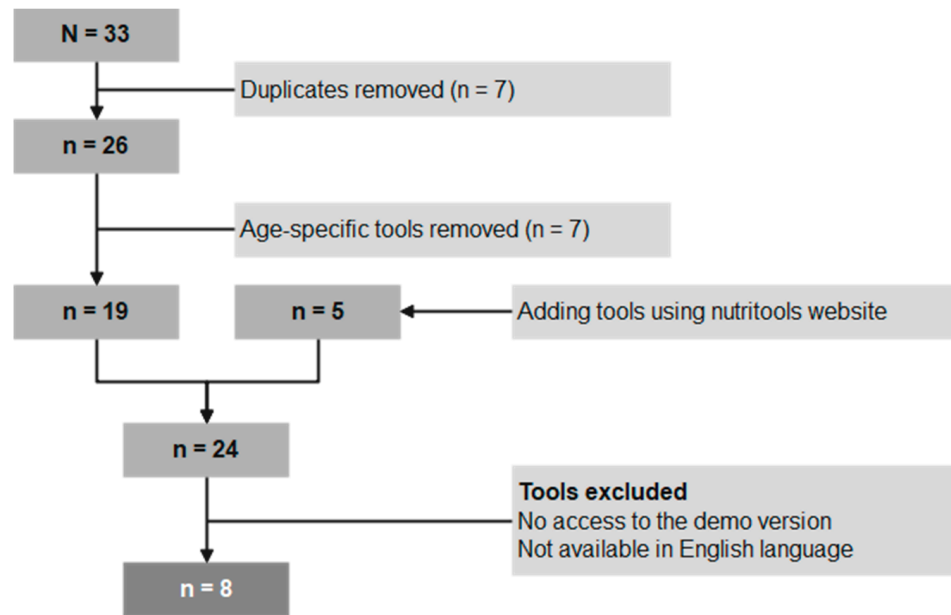 N = 33
Duplicates removed (n = 7)
n = 26
Age-specific tools removed (n = 7)
n = 19
n = 5
Adding tools using nutritools website
n = 24
Tools excluded
No access to the demo version
Not available in English language
n = 8